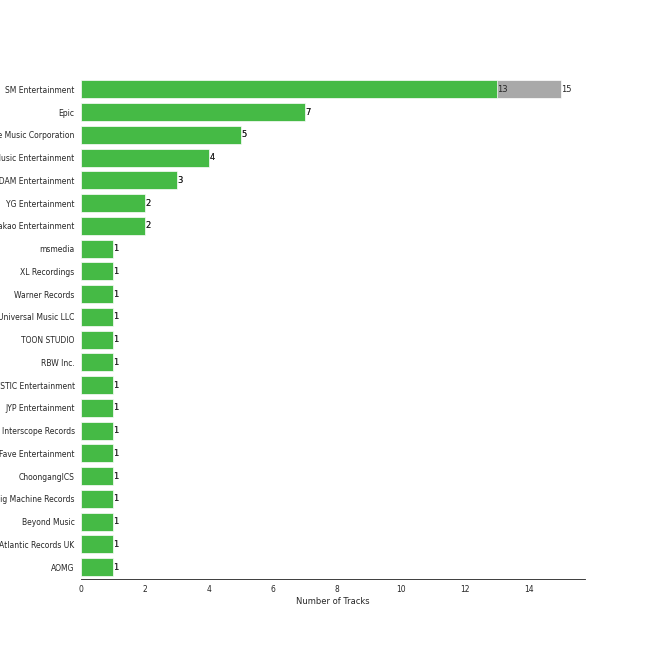 SM Entertainment 13 15
Epic 7
Music Corporation 5
Entertainment 4
DAM Entertainment 3
YG Entertainment 2
Entertainment 2
msmedia 1
XL Recordings 1
Warner Records 1
Universal Music LLC 1
TOON STUDIO 1
RBW Inc. 1
STIC Entertainment 1
JYP Entertainment 1
Interscope Records 1
Fave Entertainment 1
ChoongangICS 1
ig Machine Records 1
Beyond Music 1
Atlantic Records UK 1
AOMG 1
0 2 4 6 8 10 12 14
Number of Tracks